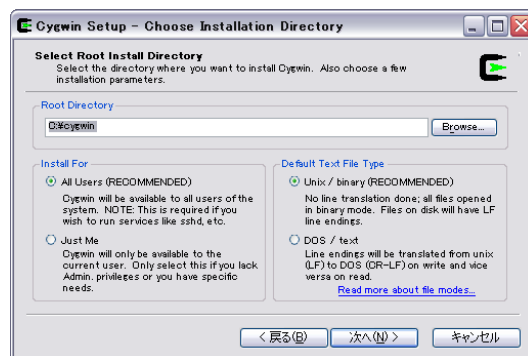 Cygwin Setup - Choose Installation Directory
Select Root Install Directory
Select the directory where you want to install Cygwin. Also choose a few
installation parameters.
Root Directory
C:¥cygwin
Browse...
Install For
All Users (RECOMMENDED)
Cygwin will be available to all users of the
system. NOTE: This is required if you
wish to run services like sshd, etc.
Just Me
Cygwin will only be available to the
current user. Only select this if you lack
Admin. privileges or you have specific
needs.
Default Text File Type
Unix / binary (RECOMMENDED)
No line translation done; all files opened
in binary mode. Files on disk will have LF
line endings.
DOS / text
Line endings will be translated from unix
(LF) to DOS (CR-LF) on write and vice
versa on read.
Read more about file modes...
< 戻る(B)
次へ(N) >
キャンセル